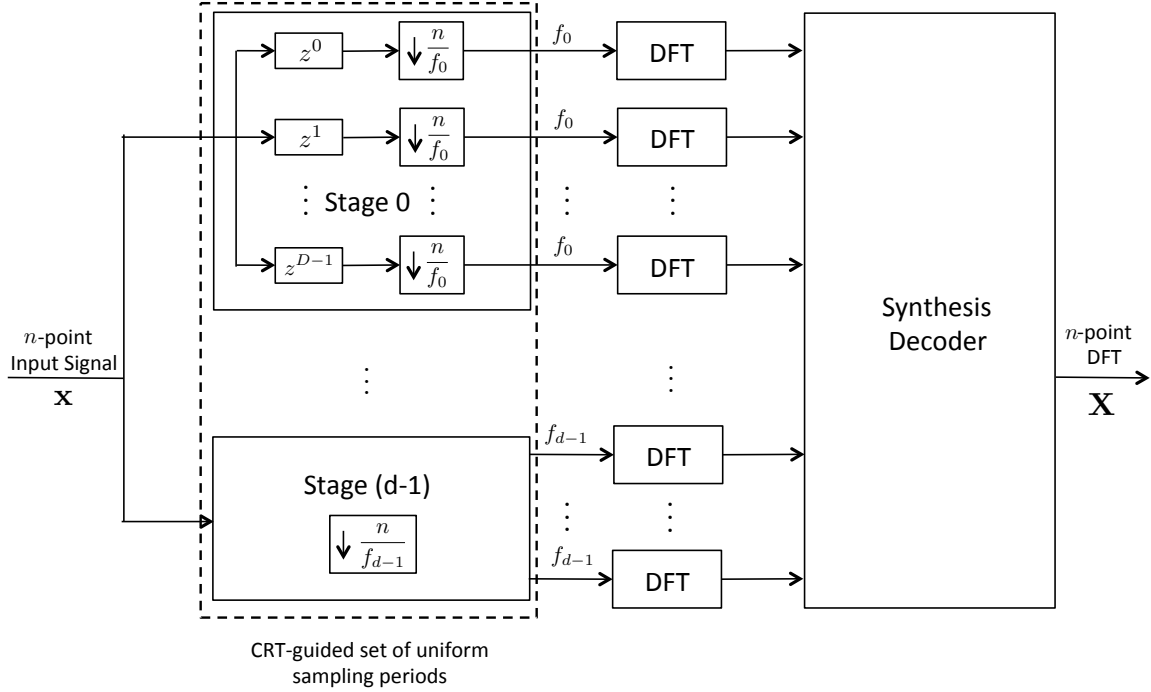 n-point
Input Signal
x
z^0
↓ n/f_0
f_0
DFT
z^1
↓ n/f_0
f_0
DFT
⋮ Stage 0 ⋮ ⋮ ⋮
z^{D-1}
↓ n/f_0
f_0
DFT
⋮ ⋮ ⋮
Stage (d-1)
↓ n/f_{d-1}
f_{d-1}
DFT
⋮ ⋮
f_{d-1}
DFT
CRT-guided set of uniform
sampling periods
Synthesis
Decoder
n-point
DFT
X